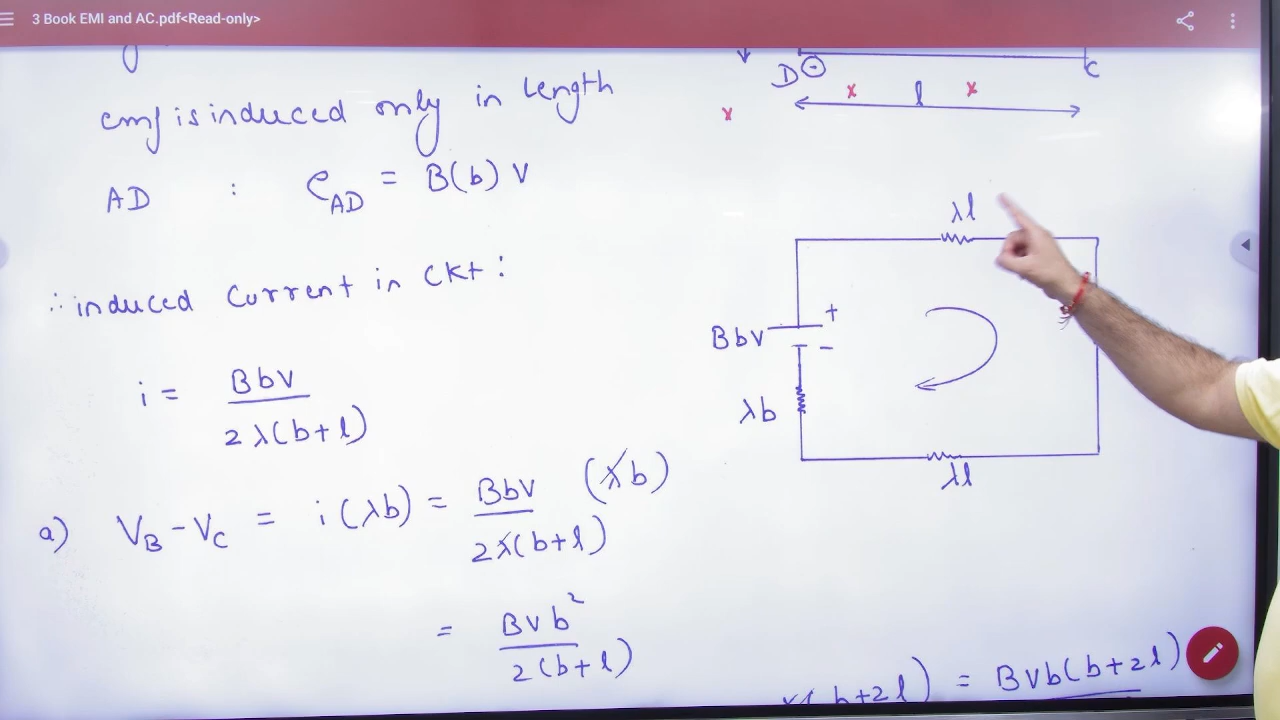 3 Book EMI and AC.pdf<Read-only>
emf is induced only in length
AD : e_AD = B(b) V
∴ induced Current in CKt :
i = BbV / 2λ(b+l)
a) V_B - V_C = i(λb) = BbV / 2λ(b+l) (λb)
= BVb² / 2(b+l)
D C
x x x
l
λl
BbV + -
λb
λl
b+2l) = BVb(b+2l)